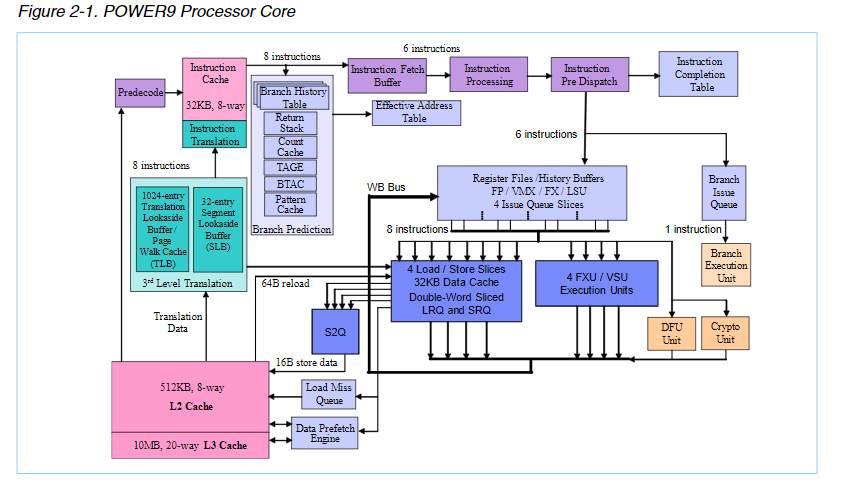 Figure 2-1. POWER9 Processor Core
8 instructions
6 instructions
Instruction
Cache
32KB, 8-way
Instruction
Translation
Predecode
Instruction Fetch
Buffer
Instruction
Processing
Instruction
Pre Dispatch
Instruction
Completion
Table
Branch History
Table
Return
Stack
Count
Cache
TAGE
BTAC
Pattern
Cache
Branch Prediction
Effective Address
Table
6 instructions
8 instructions
1024-entry
Translation
Lookaside
Buffer /
Page
Walk Cache
(TLB)
32-entry
Segment
Lookaside
Buffer
(SLB)
3rd Level Translation
WB Bus
Register Files /History Buffers
FP / VMX / FX / LSU
4 Issue Queue Slices
Branch
Issue
Queue
8 instructions
1 instruction
Branch
Execution
Unit
64B reload
4 Load / Store Slices
32KB Data Cache
Double-Word Sliced
LRQ and SRQ
4 FXU / VSU
Execution Units
Translation
Data
S2Q
DFU
Unit
Crypto
Unit
16B store data
512KB, 8-way
L2 Cache
Load Miss
Queue
Data Prefetch
Engine
10MB, 20-way L3 Cache